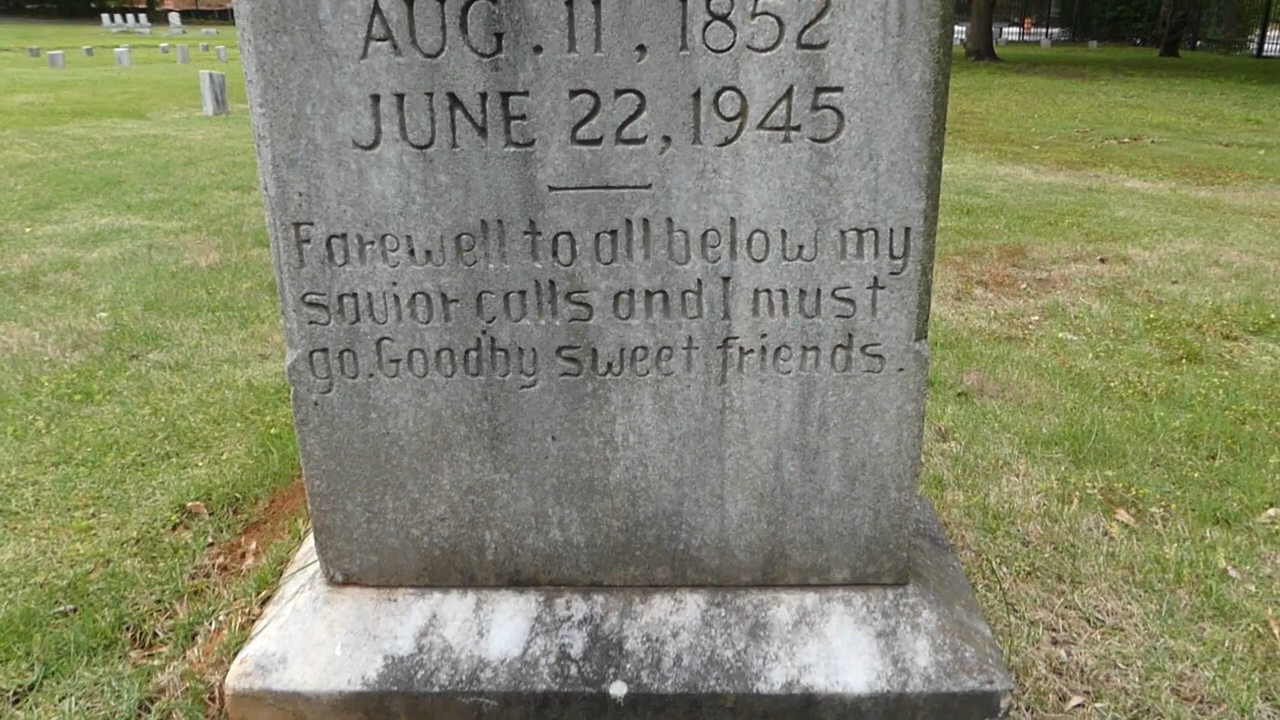 AUG. 11, 1852
JUNE 22, 1945
Farewell to all below my
savior calls and I must
go. Goodby sweet friends.